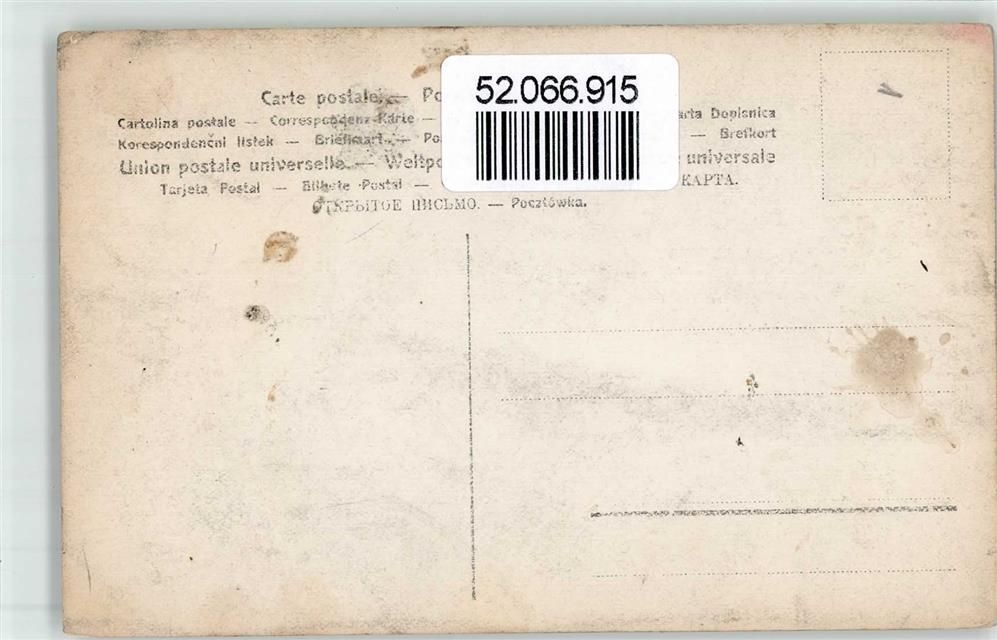 Carte postale — Po
52.066.915
Cartolina postale — Correspondenz-Karte — arta Dopisnica
Korespondenční lístek — Briefkaart — Po — Brefkort
Union postale universelle. — Weltpo universale
Tarjeta Postal — Bilhete Postal — КАРТА.
ОТКРЫТОЕ ПИСЬМО. — Pocztówka.